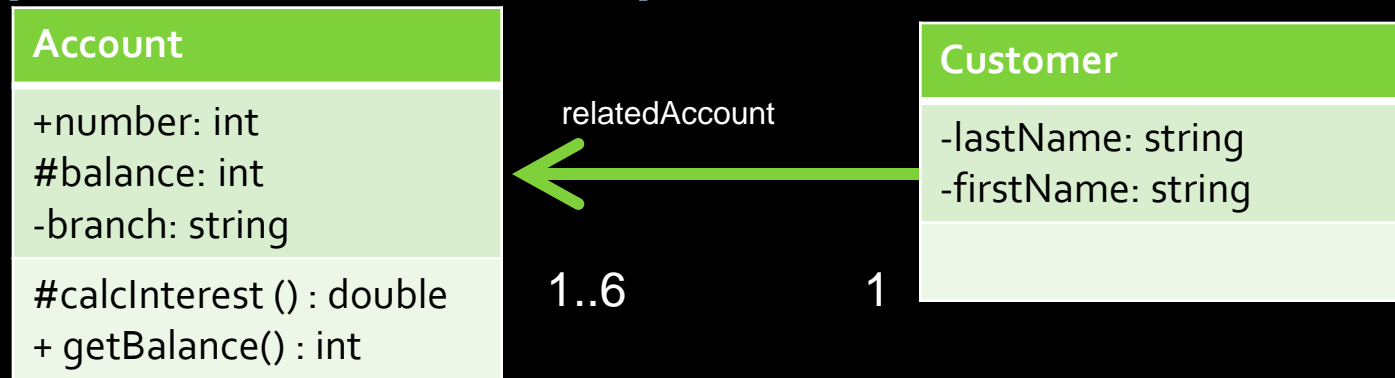 Account
+number: int
#balance: int
-branch: string
#calcInterest () : double
+ getBalance() : int
relatedAccount
1..6
1
Customer
-lastName: string
-firstName: string